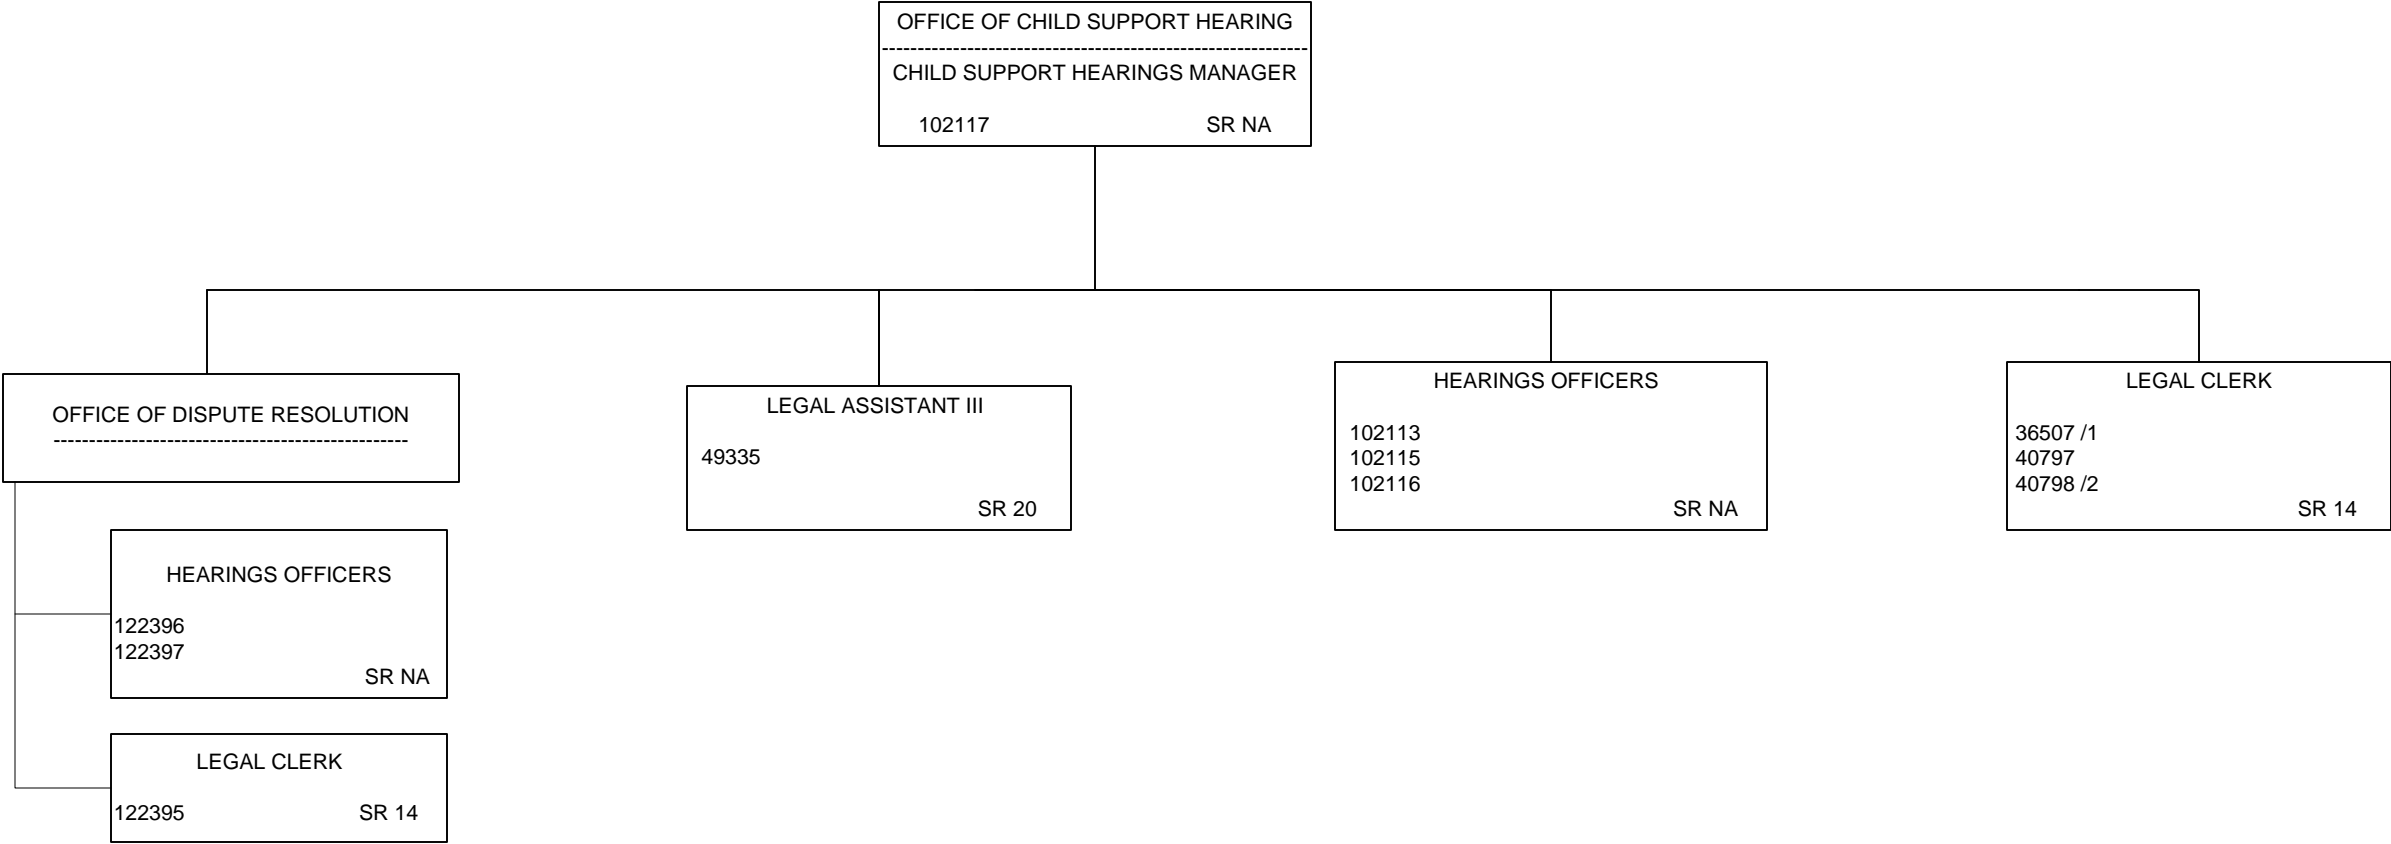 OFFICE OF CHILD SUPPORT HEARING
------------------------------------------------------------
CHILD SUPPORT HEARINGS MANAGER
102117 SR NA
OFFICE OF DISPUTE RESOLUTION
--------------------------------------------------
HEARINGS OFFICERS
122396
122397
SR NA
LEGAL CLERK
122395 SR 14
LEGAL ASSISTANT III
49335
SR 20
HEARINGS OFFICERS
102113
102115
102116
SR NA
LEGAL CLERK
36507 /1
40797
40798 /2
SR 14